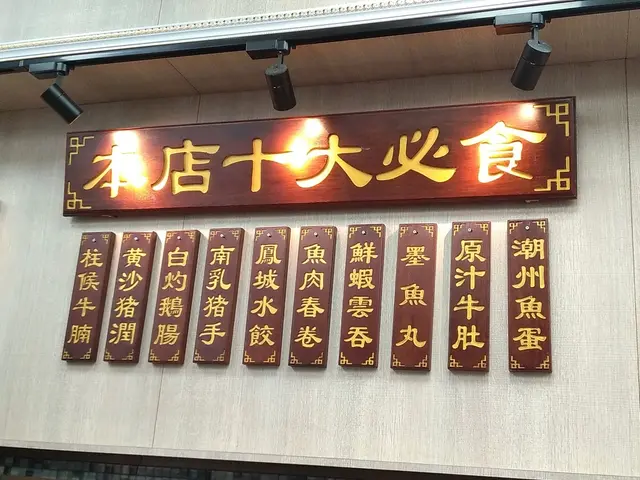 本店十大必食
柱侯牛腩
黃沙猪潤
白灼鵝腸
南乳猪手
鳳城水餃
魚肉春卷
鮮蝦雲吞
墨魚丸
原汁牛肚
潮州魚蛋